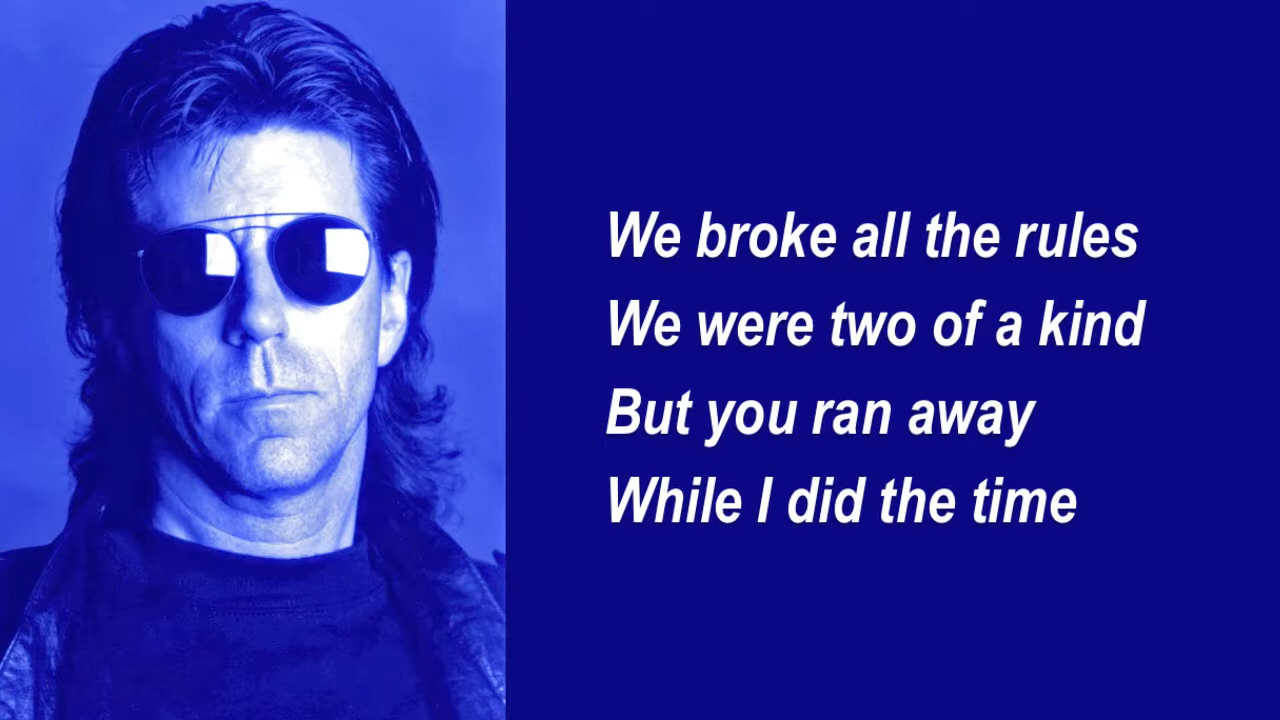 We broke all the rules
We were two of a kind
But you ran away
While I did the time